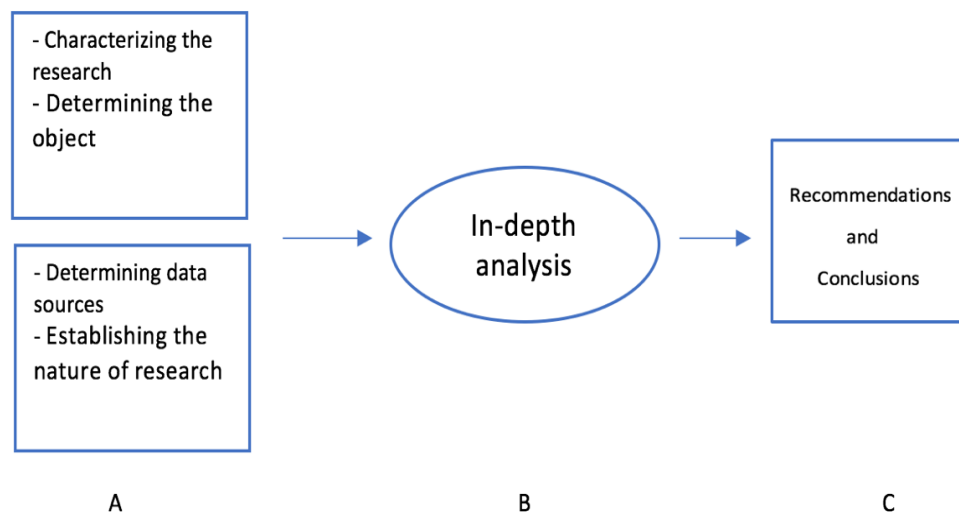 - Characterizing the
research
- Determining the
object
- Determining data
sources
- Establishing the
nature of research
In-depth
analysis
Recommendations
and
Conclusions
A
B
C